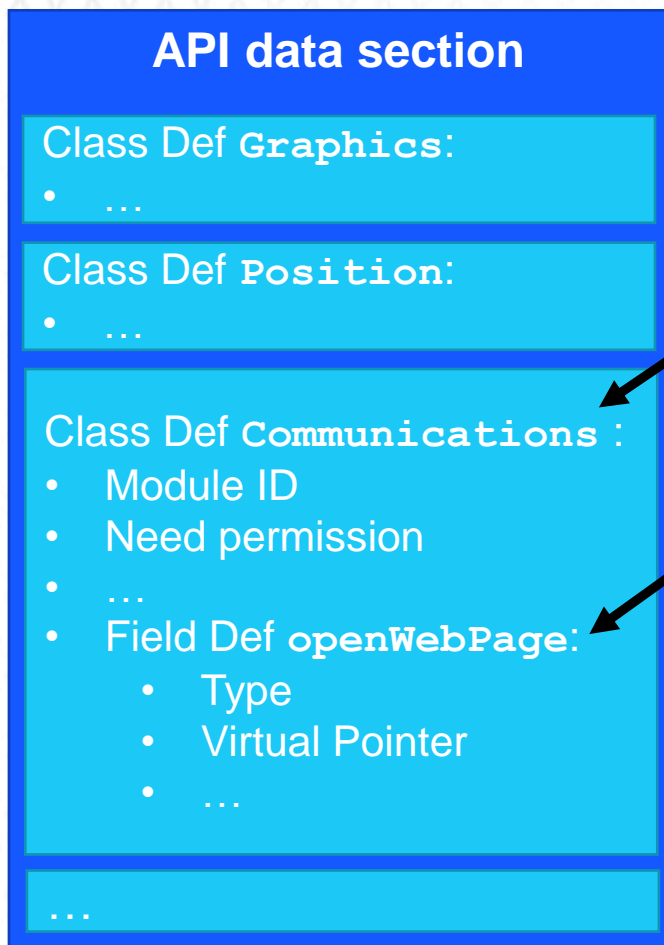 API data section
Class Def Graphics:
• …
Class Def Position:
• …
Class Def Communications :
• Module ID
• Need permission
• …
• Field Def openWebPage:
• Type
• Virtual Pointer
• …
…